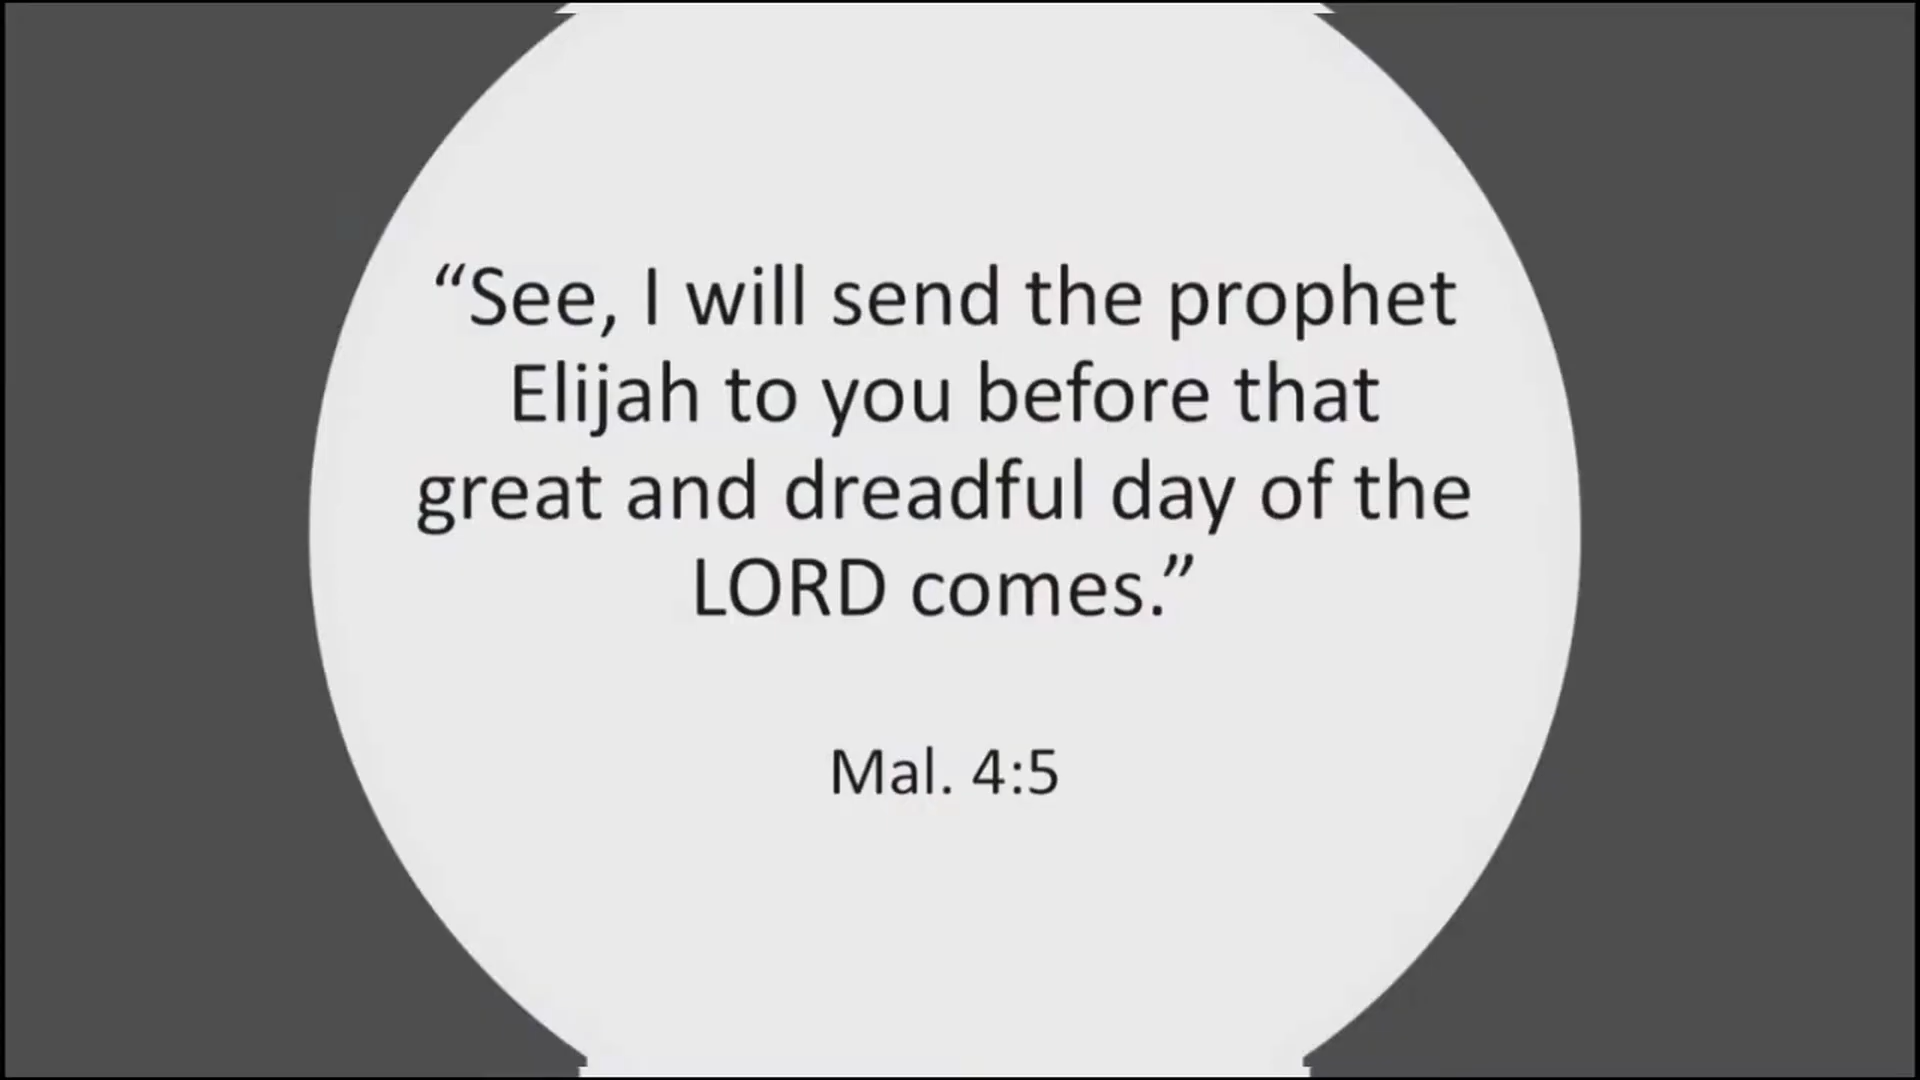 “See, I will send the prophet
Elijah to you before that
great and dreadful day of the
LORD comes.”
Mal. 4:5